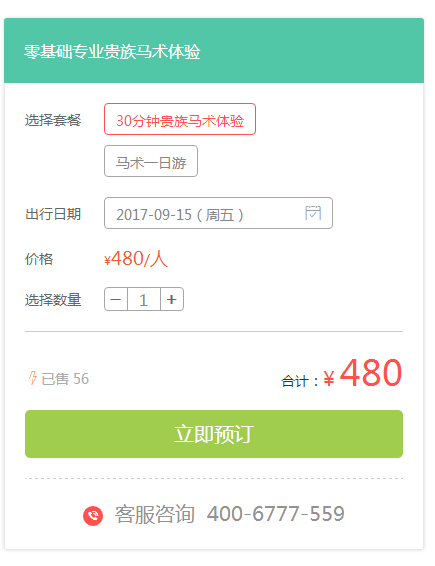 零基础专业贵族马术体验
选择套餐 30分钟贵族马术体验
马术一日游
出行日期 2017-09-15 ( 周五 )
价格 ¥480/人
选择数量 − 1 +
已售 56 合计：¥ 480
立即预订
客服咨询 400-6777-559